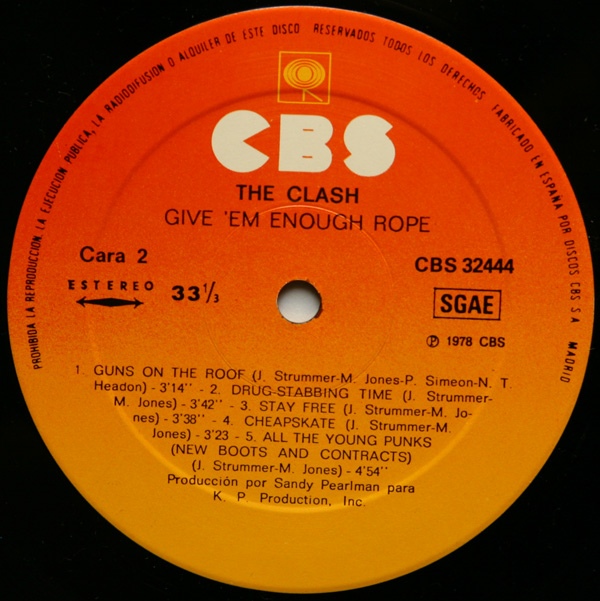 PROHIBIDA LA REPRODUCCION. LA EJECUCION PUBLICA, LA RADIODIFUSION O ALQUILER DE ESTE DISCO RESERVADOS TODOS LOS DERECHOS FABRICADO EN ESPAÑA POR DISCOS CBS S.A MADRID
CBS
THE CLASH
GIVE 'EM ENOUGH ROPE
Cara 2
ESTEREO
33 1/3
CBS 32444
SGAE
Ⓟ 1978 CBS
1. GUNS ON THE ROOF (J. Strummer-M. Jones-P. Simeon-N. T.
Headon) - 3'14'' - 2. DRUG-STABBING TIME (J. Strummer-
M. Jones) - 3'42'' - 3. STAY FREE (J. Strummer-M. Jo-
nes) - 3'38'' - 4. CHEAPSKATE (J. Strummer-M.
Jones) - 3'23 - 5. ALL THE YOUNG PUNKS
(NEW BOOTS AND CONTRACTS)
(J. Strummer-M. Jones) - 4'54''
Producción por Sandy Pearlman para
K. P. Production, Inc.